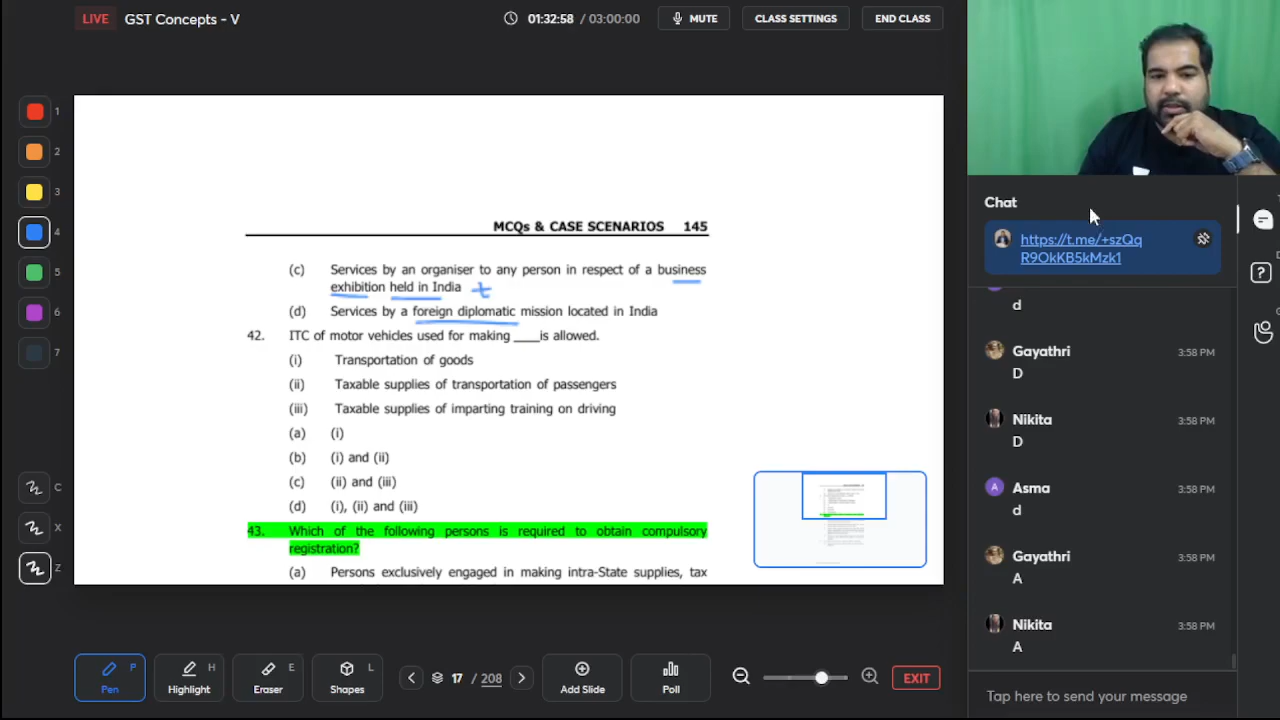 LIVE GST Concepts - V 01:32:58 / 03:00:00 MUTE CLASS SETTINGS END CLASS
1
2
3
4
5
6
7
C
X
Z
MCQs & CASE SCENARIOS 145
(c) Services by an organiser to any person in respect of a business
exhibition held in India
(d) Services by a foreign diplomatic mission located in India
42. ITC of motor vehicles used for making ____is allowed.
(i) Transportation of goods
(ii) Taxable supplies of transportation of passengers
(iii) Taxable supplies of imparting training on driving
(a) (i)
(b) (i) and (ii)
(c) (ii) and (iii)
(d) (i), (ii) and (iii)
43. Which of the following persons is required to obtain compulsory
registration?
(a) Persons exclusively engaged in making intra-State supplies, tax
Chat
https://t.me/+szQq
R9OkKB5kMzk1
d
Gayathri 3:58 PM
D
Nikita 3:58 PM
D
A Asma 3:58 PM
d
Gayathri 3:58 PM
A
Nikita 3:58 PM
A
Tap here to send your message
Pen P
Highlight H
Eraser E
Shapes L
17 / 208
Add Slide
Poll
EXIT